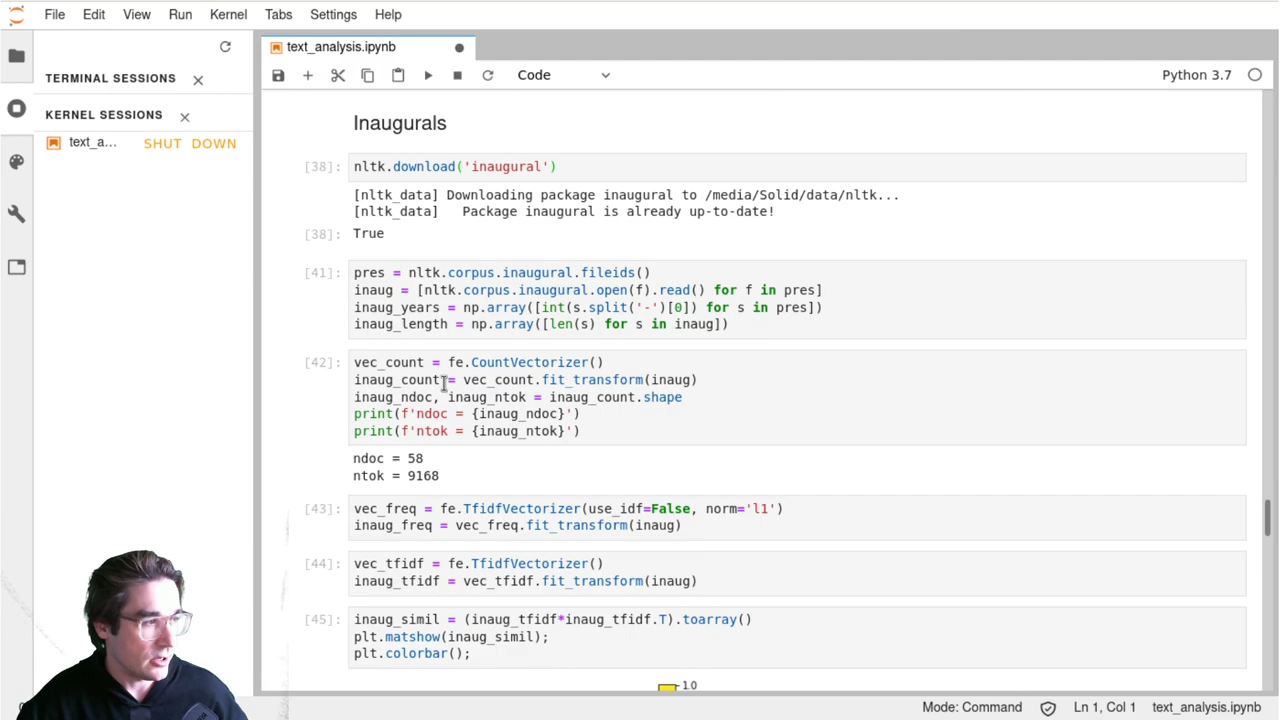 File Edit View Run Kernel Tabs Settings Help
TERMINAL SESSIONS
KERNEL SESSIONS
text_a... SHUT DOWN
text_analysis.ipynb
Code
Python 3.7
Inaugurals
[38]: nltk.download('inaugural')
[nltk_data] Downloading package inaugural to /media/Solid/data/nltk...
[nltk_data]   Package inaugural is already up-to-date!
[38]: True
[41]: pres = nltk.corpus.inaugural.fileids()
inaug = [nltk.corpus.inaugural.open(f).read() for f in pres]
inaug_years = np.array([int(s.split('-')[0]) for s in pres])
inaug_length = np.array([len(s) for s in inaug])
[42]: vec_count = fe.CountVectorizer()
inaug_count = vec_count.fit_transform(inaug)
inaug_ndoc, inaug_ntok = inaug_count.shape
print(f'ndoc = {inaug_ndoc}')
print(f'ntok = {inaug_ntok}')
ndoc = 58
ntok = 9168
[43]: vec_freq = fe.TfidfVectorizer(use_idf=False, norm='l1')
inaug_freq = vec_freq.fit_transform(inaug)
[44]: vec_tfidf = fe.TfidfVectorizer()
inaug_tfidf = vec_tfidf.fit_transform(inaug)
[45]: inaug_simil = (inaug_tfidf*inaug_tfidf.T).toarray()
plt.matshow(inaug_simil);
plt.colorbar();
1.0
Mode: Command Ln 1, Col 1 text_analysis.ipynb